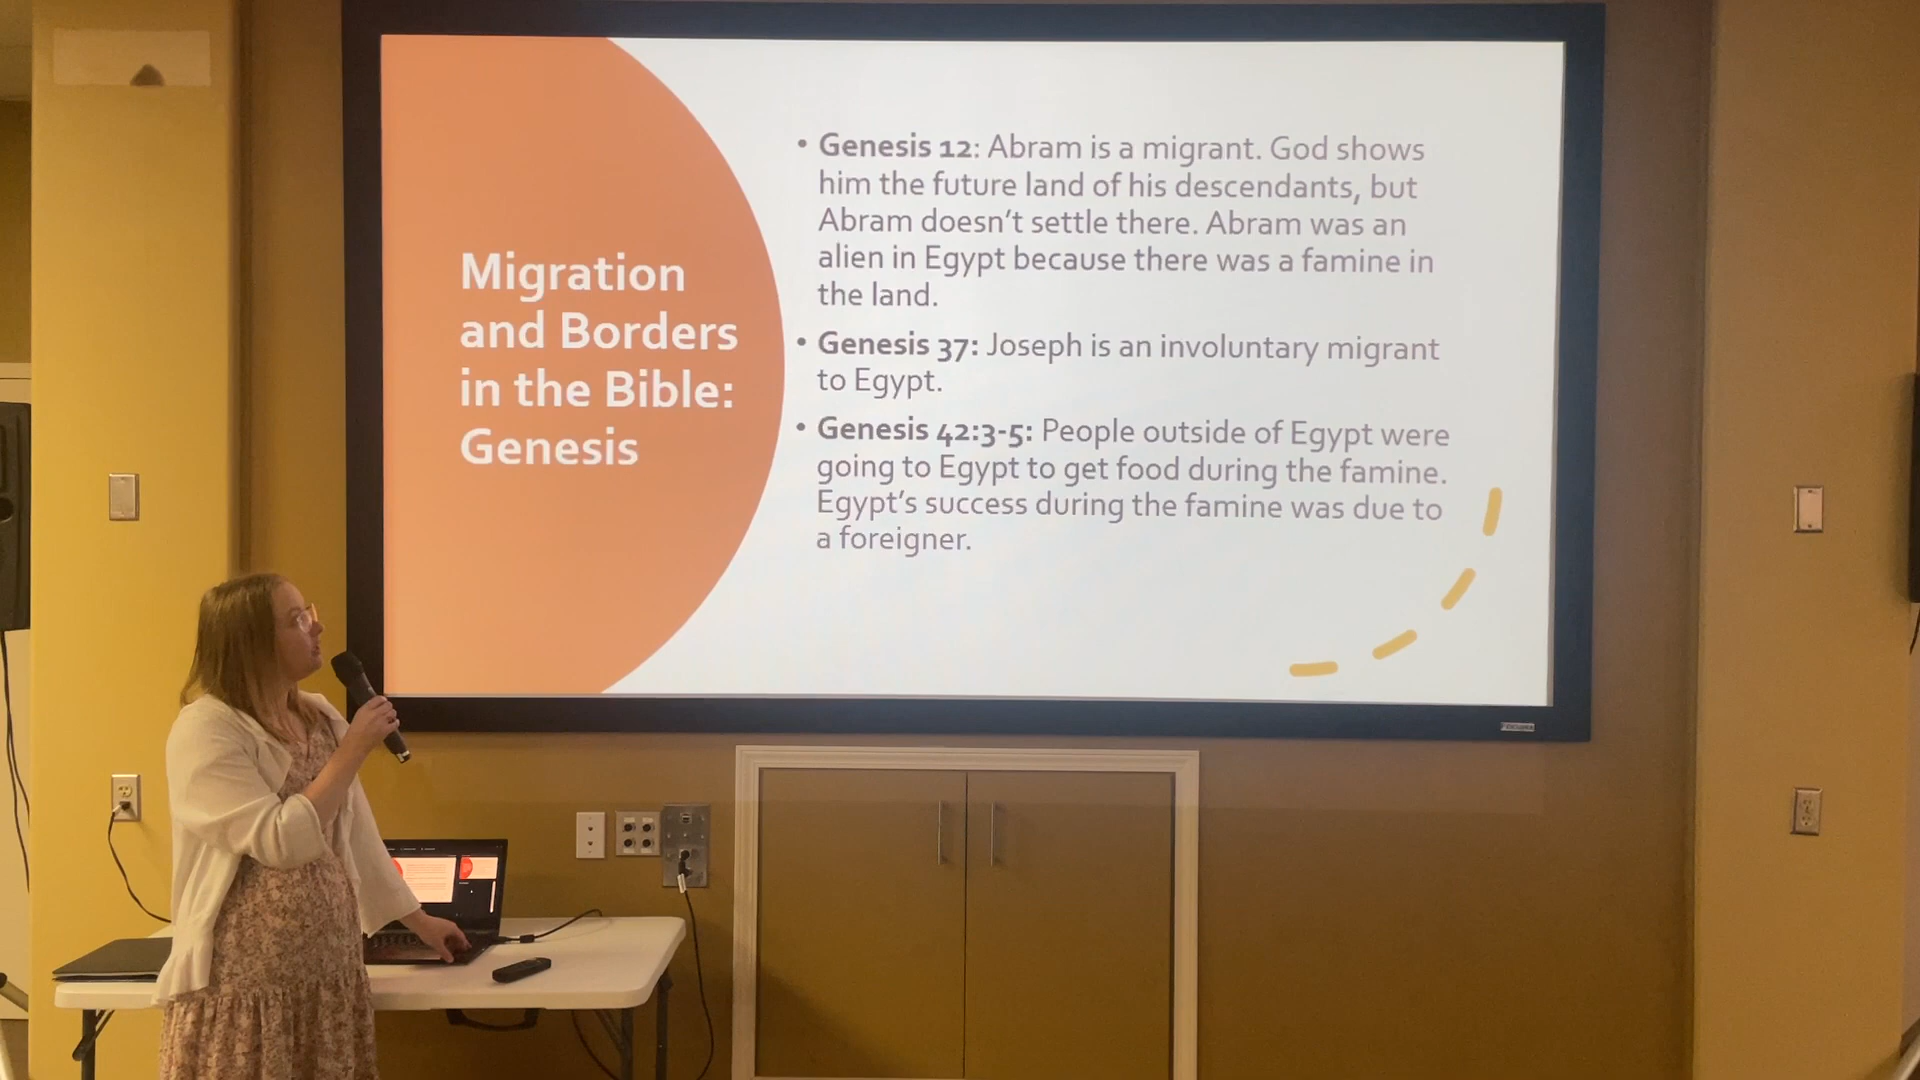 Migration
and Borders
in the Bible:
Genesis
• Genesis 12: Abram is a migrant. God shows
him the future land of his descendants, but
Abram doesn't settle there. Abram was an
alien in Egypt because there was a famine in
the land.
• Genesis 37: Joseph is an involuntary migrant
to Egypt.
• Genesis 42:3-5: People outside of Egypt were
going to Egypt to get food during the famine.
Egypt's success during the famine was due to
a foreigner.